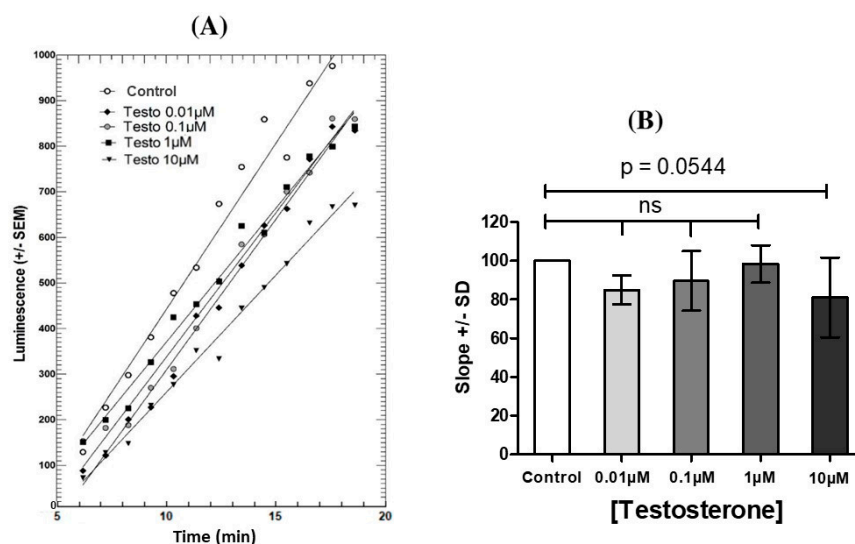 (A)
1000
900
800
700
600
500
400
300
200
100
0
Luminescence (+/- SEM)
Control
Testo 0.01µM
Testo 0.1µM
Testo 1µM
Testo 10µM
5
10
15
20
Time (min)
(B)
p = 0.0544
ns
120
100
80
60
40
20
0
Slope +/- SD
Control 0.01µM 0.1µM 1µM 10µM
[Testosterone]